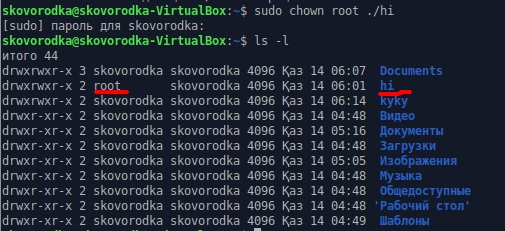 skovorodka@skovorodka-VirtualBox:~$ sudo chown root ./hi
[sudo] пароль для skovorodka:
skovorodka@skovorodka-VirtualBox:~$ ls -l
итого 44
drwxrwxr-x 3 skovorodka skovorodka 4096 Қаз 14 06:07 Documents
drwxrwxr-x 2 root skovorodka 4096 Қаз 14 06:01 hi
drwxrwxr-x 2 skovorodka skovorodka 4096 Қаз 14 06:14 kyky
drwxr-xr-x 2 skovorodka skovorodka 4096 Қаз 14 04:48 Видео
drwxr-xr-x 2 skovorodka skovorodka 4096 Қаз 14 05:16 Документы
drwxr-xr-x 2 skovorodka skovorodka 4096 Қаз 14 04:48 Загрузки
drwxr-xr-x 2 skovorodka skovorodka 4096 Қаз 14 05:05 Изображения
drwxr-xr-x 2 skovorodka skovorodka 4096 Қаз 14 04:48 Музыка
drwxr-xr-x 2 skovorodka skovorodka 4096 Қаз 14 04:48 Общедоступные
drwxr-xr-x 2 skovorodka skovorodka 4096 Қаз 14 04:48 'Рабочий стол'
drwxr-xr-x 2 skovorodka skovorodka 4096 Қаз 14 04:49 Шаблоны